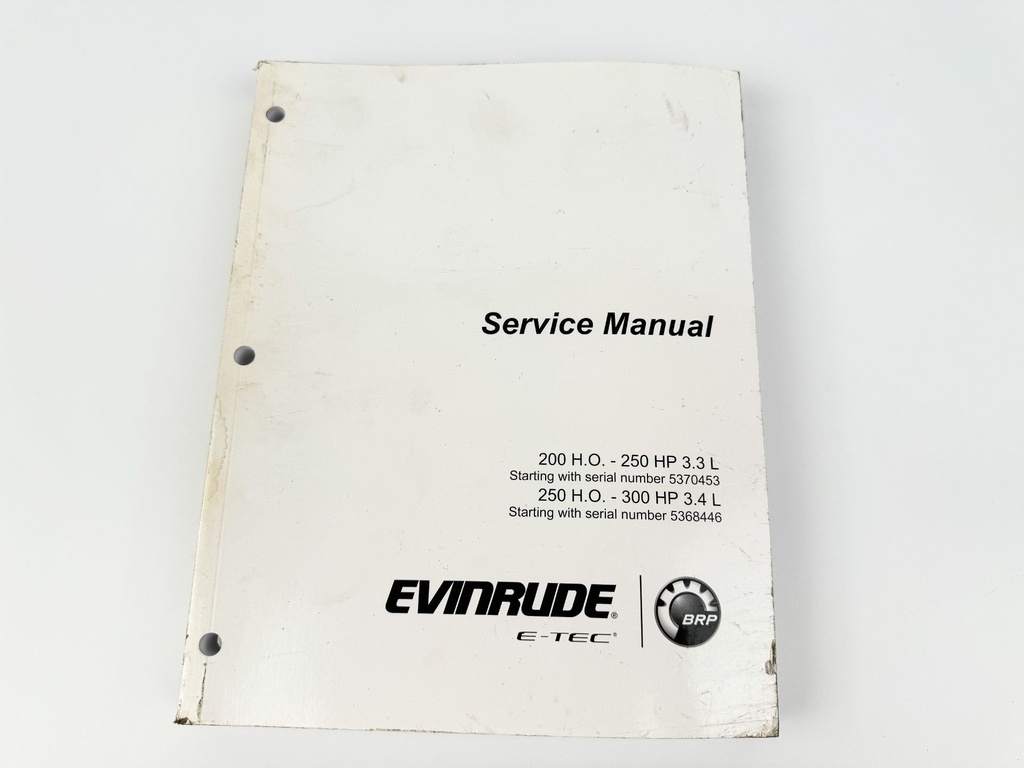 Service Manual
200 H.O. - 250 HP 3.3 L
Starting with serial number 5370453
250 H.O. - 300 HP 3.4 L
Starting with serial number 5368446
EVINRUDE®
E-TEC®
BRP